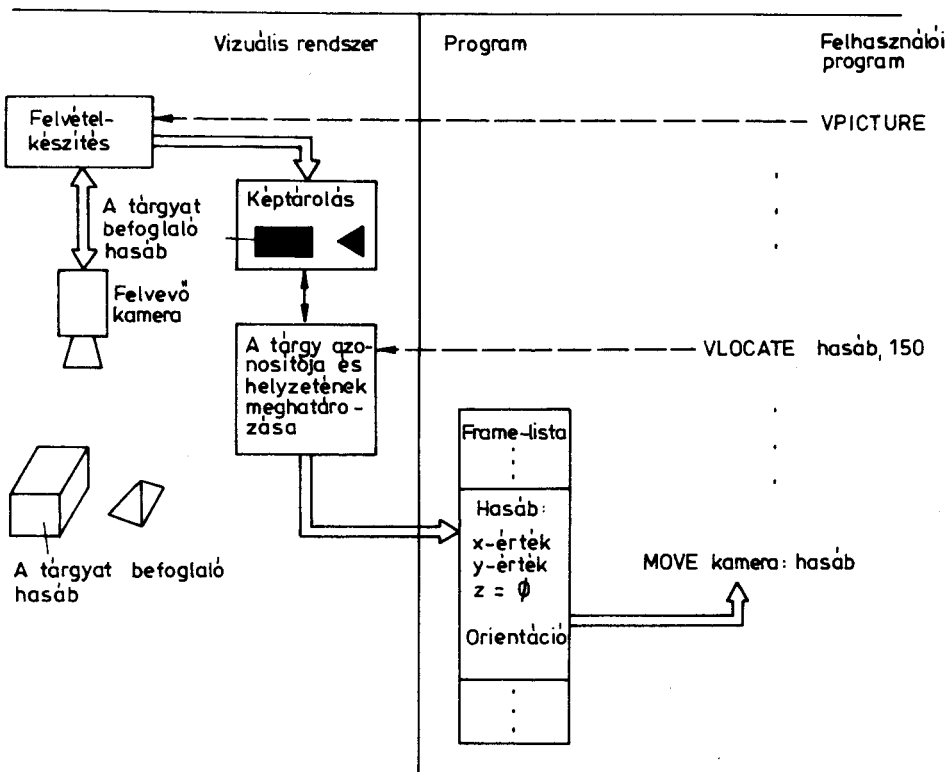 Vizuális rendszer
Program
Felhasználói
program
Felvétel-
készítés
VPICTURE
A tárgyat
befoglaló
hasáb
Képtárolás
Felvevő
kamera
A tárgy azo-
nosítója és
helyzetének
meghatáro-
zása
VLOCATE hasáb, 150
Frame-lista
Hasáb:
x-érték
y-érték
z = 0
Orientáció
MOVE kamera: hasáb
A tárgyat befoglaló
hasáb